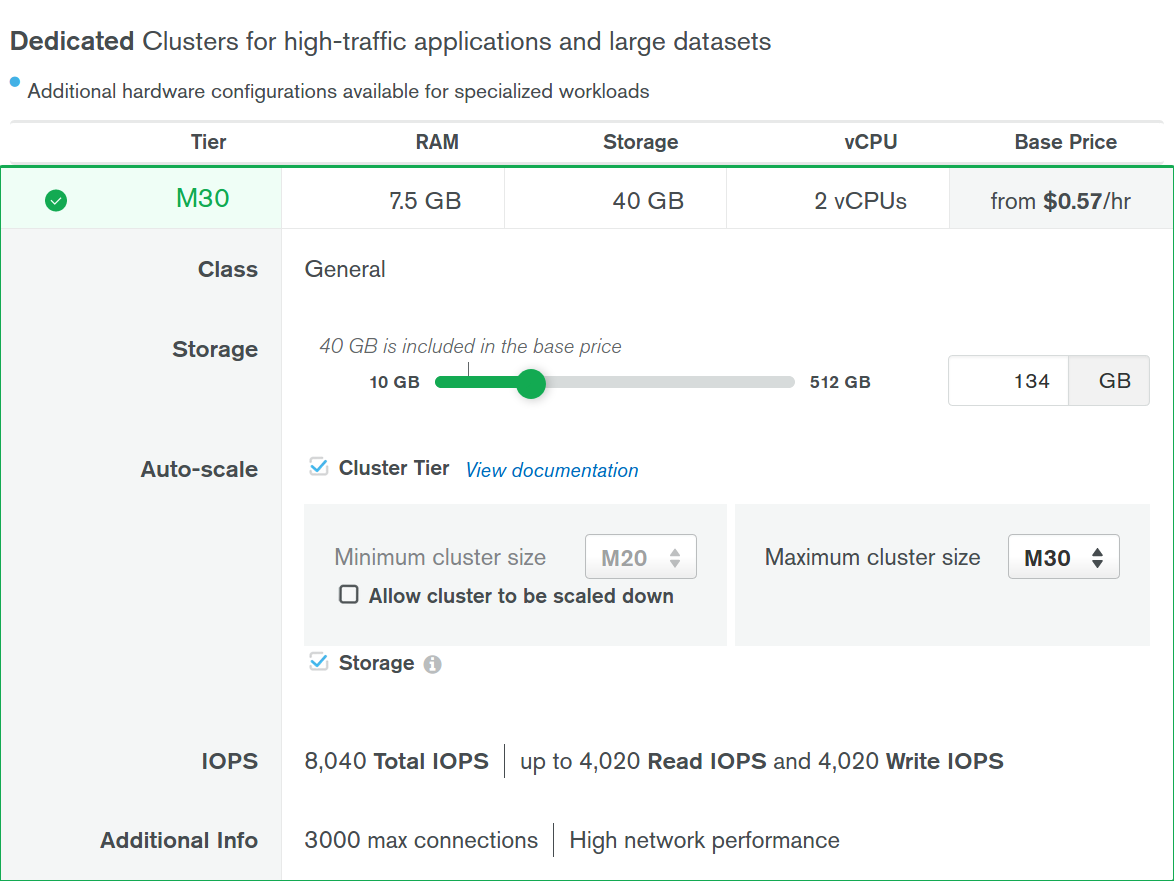 Dedicated Clusters for high-traffic applications and large datasets
Additional hardware configurations available for specialized workloads
Tier RAM Storage vCPU Base Price
M30 7.5 GB 40 GB 2 vCPUs from $0.57/hr
Class General
Storage 40 GB is included in the base price
10 GB 512 GB 134 GB
Auto-scale Cluster Tier View documentation
Minimum cluster size M20 Maximum cluster size M30
Allow cluster to be scaled down
Storage
IOPS 8,040 Total IOPS up to 4,020 Read IOPS and 4,020 Write IOPS
Additional Info 3000 max connections High network performance